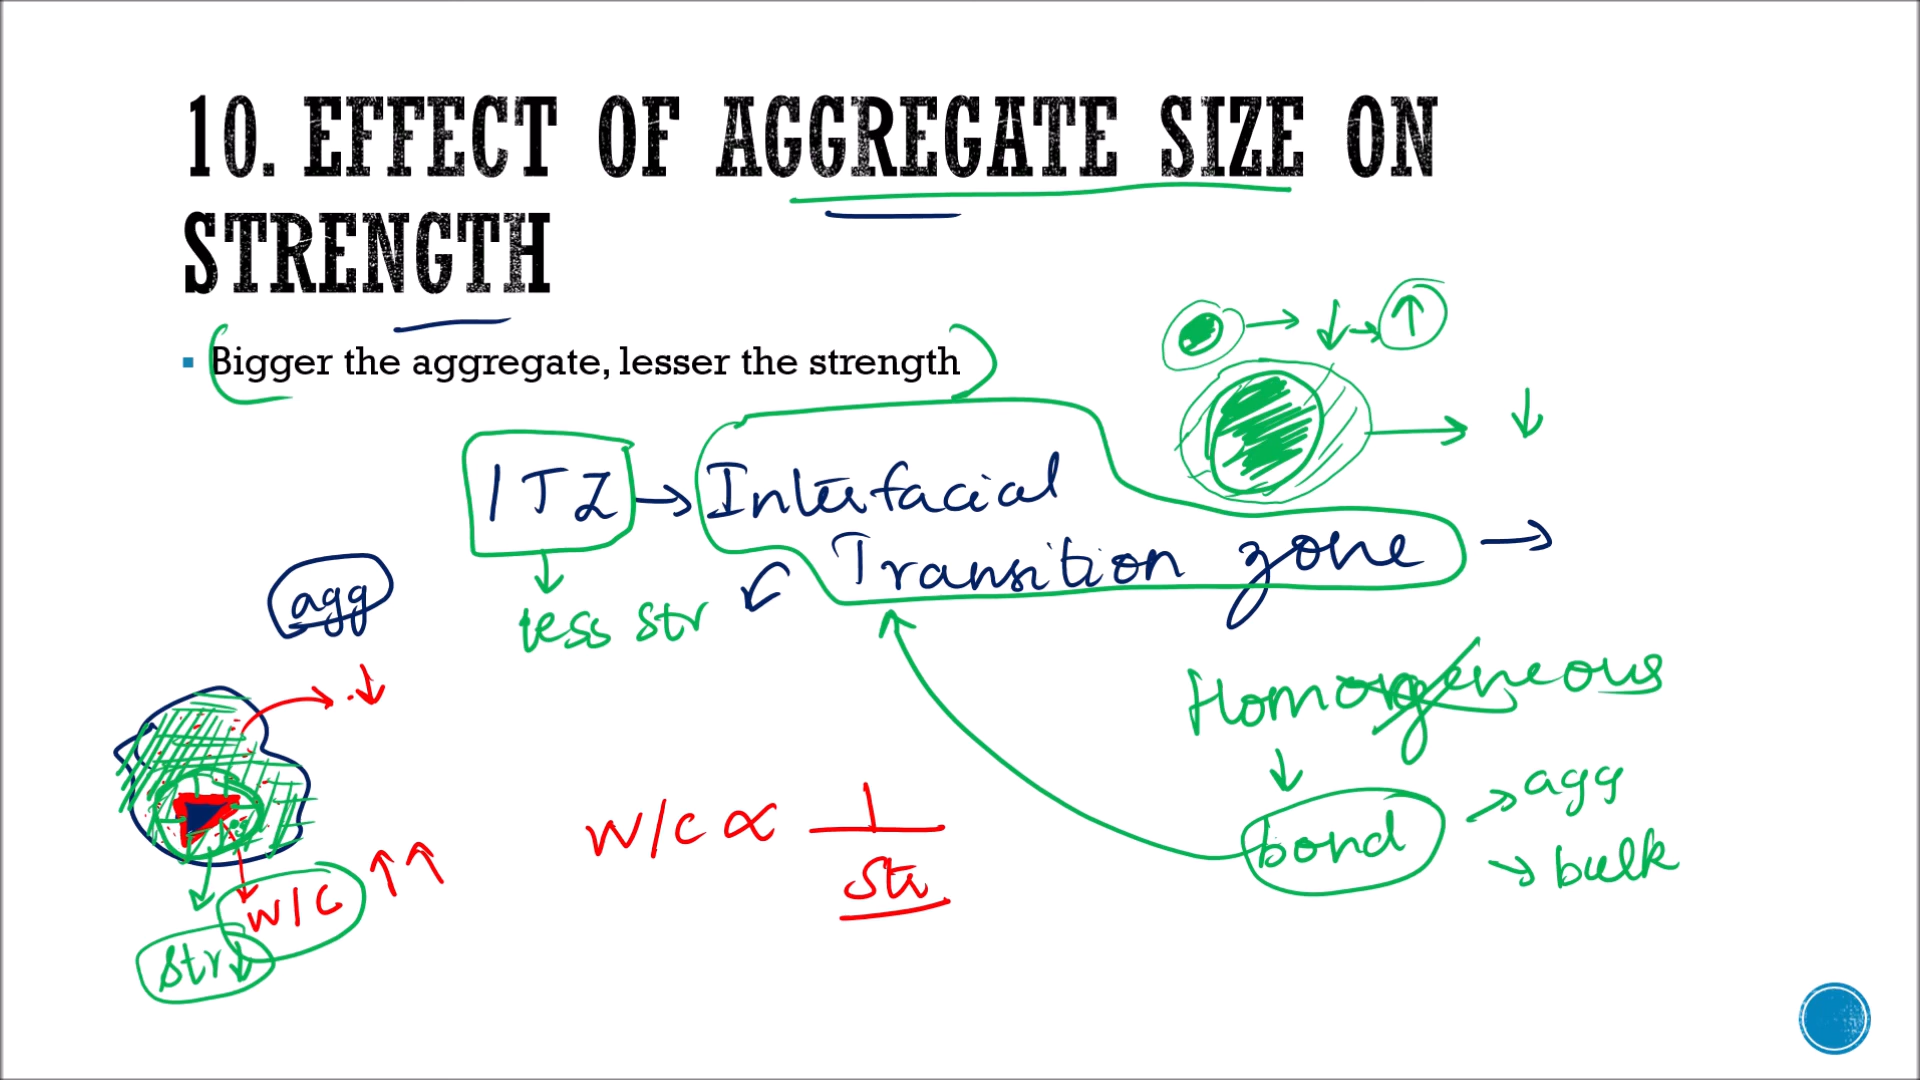 10. EFFECT OF AGGREGATE SIZE ON
STRENGTH
Bigger the aggregate, lesser the strength
ITZ → Interfacial
Transition zone →
less str
agg
Homogeneous
bond
→ agg
→ bulk
W/C ∝ 1
str
W/C ↑↑
str↓